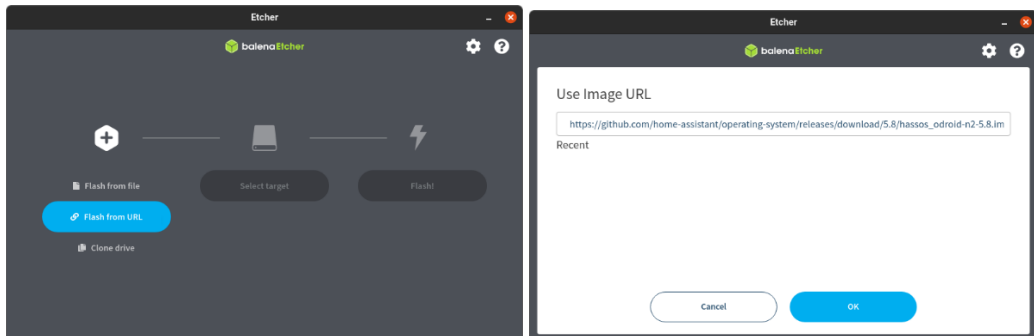 Etcher
balenaEtcher
Flash from file
Select target
Flash!
Flash from URL
Clone drive
Etcher
balenaEtcher
Use Image URL
https://github.com/home-assistant/operating-system/releases/download/5.8/hassos_odroid-n2-5.8.im
Recent
Cancel
OK